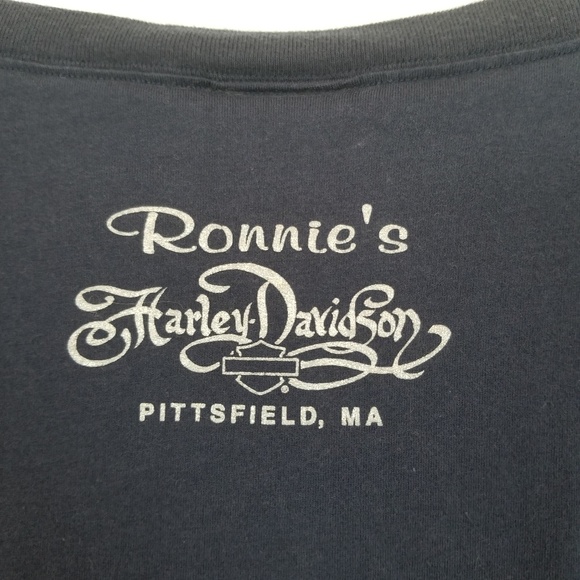 Ronnie's
Harley-Davidson
®
PITTSFIELD, MA